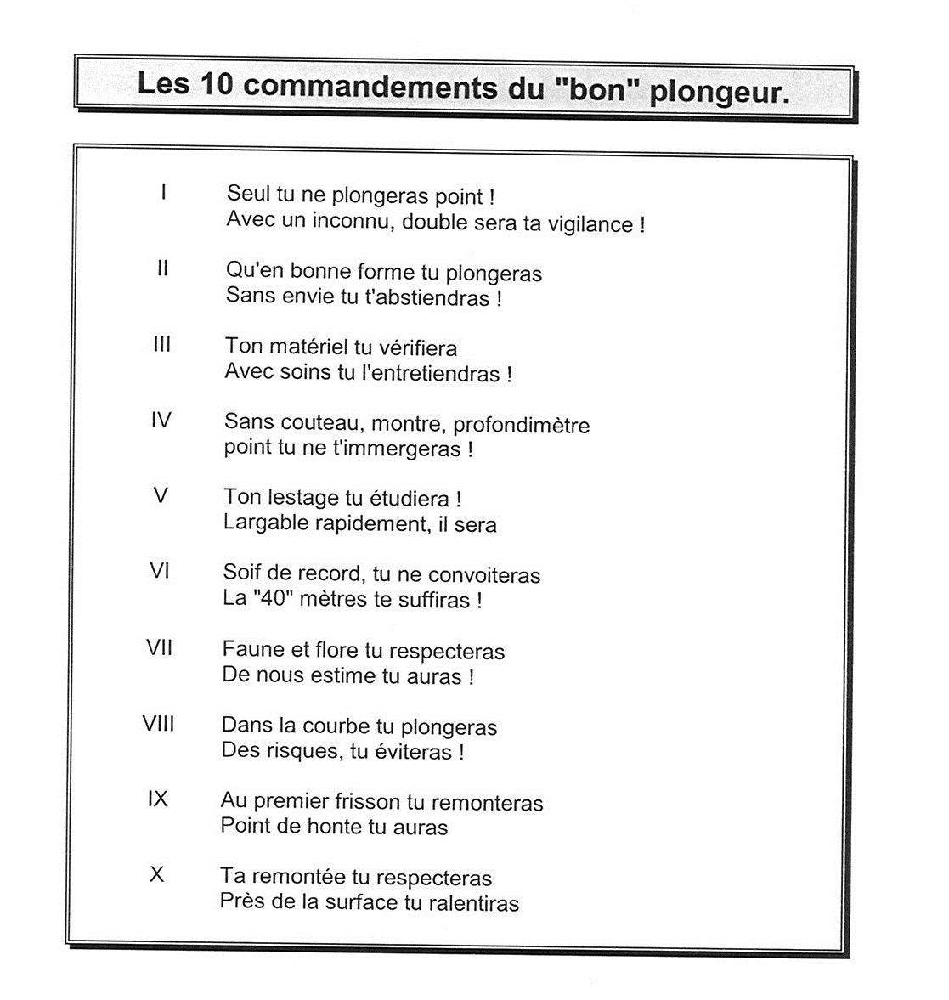 Les 10 commandements du "bon" plongeur.
I
Seul tu ne plongeras point !
Avec un inconnu, double sera ta vigilance !
II
Qu'en bonne forme tu plongeras
Sans envie tu t'abstiendras !
III
Ton matériel tu vérifiera
Avec soins tu l'entretiendras !
IV
Sans couteau, montre, profondimètre
point tu ne t'immergeras !
V
Ton lestage tu étudiera !
Largable rapidement, il sera
VI
Soif de record, tu ne convoiteras
La "40" mètres te suffiras !
VII
Faune et flore tu respecteras
De nous estime tu auras !
VIII
Dans la courbe tu plongeras
Des risques, tu éviteras !
IX
Au premier frisson tu remonteras
Point de honte tu auras
X
Ta remontée tu respecteras
Près de la surface tu ralentiras